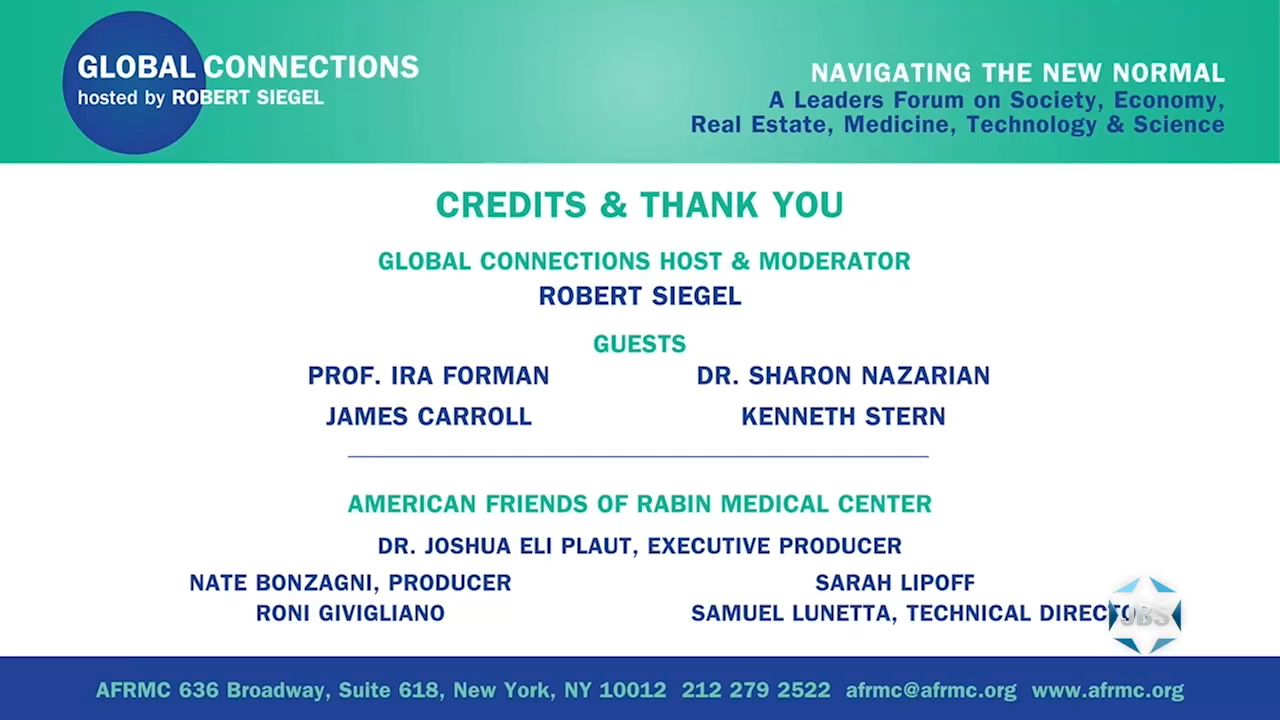 GLOBAL CONNECTIONS
hosted by ROBERT SIEGEL
NAVIGATING THE NEW NORMAL
A Leaders Forum on Society, Economy,
Real Estate, Medicine, Technology & Science
CREDITS & THANK YOU
GLOBAL CONNECTIONS HOST & MODERATOR
ROBERT SIEGEL
GUESTS
PROF. IRA FORMAN
DR. SHARON NAZARIAN
JAMES CARROLL
KENNETH STERN
AMERICAN FRIENDS OF RABIN MEDICAL CENTER
DR. JOSHUA ELI PLAUT, EXECUTIVE PRODUCER
NATE BONZAGNI, PRODUCER
SARAH LIPOFF
RONI GIVIGLIANO
SAMUEL LUNETTA, TECHNICAL
JBS
AFRMC 636 Broadway, Suite 618, New York, NY 10012 212 279 2522 afrmc@afrmc.org www.afrmc.org